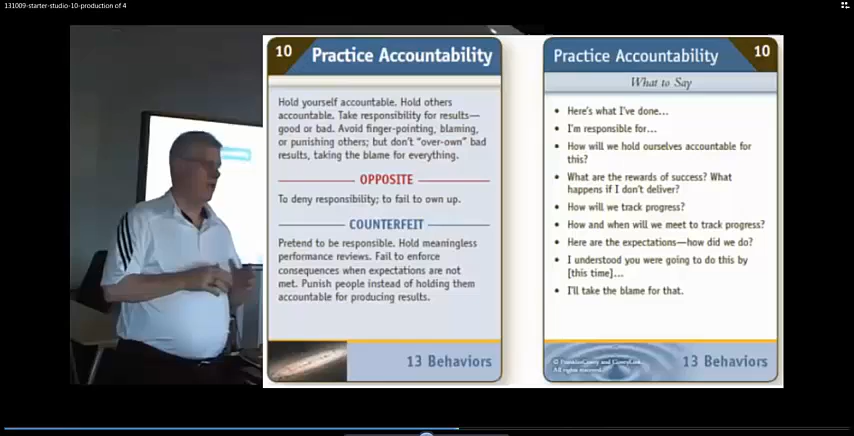 131009-starter-studio-10-production of 4
10 Practice Accountability
Hold yourself accountable. Hold others
accountable. Take responsibility for results—
good or bad. Avoid finger-pointing, blaming,
or punishing others; but don't "over-own" bad
results, taking the blame for everything.
OPPOSITE
To deny responsibility; to fail to own up.
COUNTERFEIT
Pretend to be responsible. Hold meaningless
performance reviews. Fail to enforce
consequences when expectations are not
met. Punish people instead of holding them
accountable for producing results.
13 Behaviors
Practice Accountability 10
What to Say
• Here's what I've done...
• I'm responsible for...
• How will we hold ourselves accountable for
this?
• What are the rewards of success? What
happens if I don't deliver?
• How will we track progress?
• How and when will we meet to track progress?
• Here are the expectations—how did we do?
• I understood you were going to do this by
[this time]...
• I'll take the blame for that.
© FranklinCovey and CoveyLink.
All rights reserved.
13 Behaviors